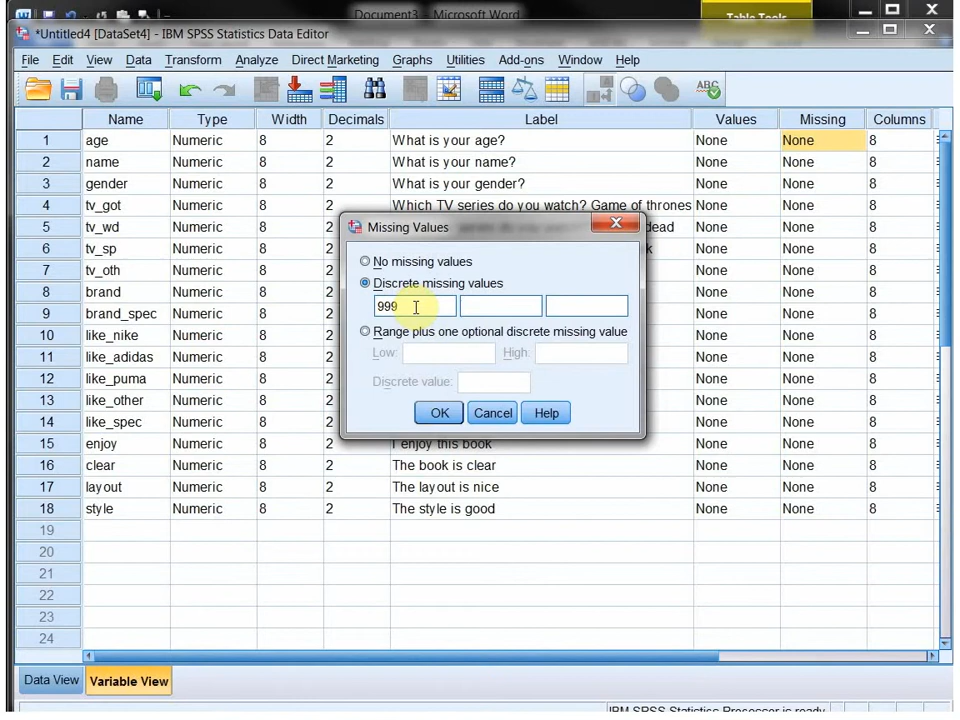 Document3 - Microsoft Word
Table Tools
*Untitled4 [DataSet4] - IBM SPSS Statistics Data Editor
File Edit View Data Transform Analyze Direct Marketing Graphs Utilities Add-ons Window Help
ABC
Name Type Width Decimals Label Values Missing Columns
1 age Numeric 8 2 What is your age? None None 8
2 name Numeric 8 2 What is your name? None None 8
3 gender Numeric 8 2 What is your gender? None None 8
4 tv_got Numeric 8 2 Which TV series do you watch? Game of thrones None None 8
5 tv_wd Numeric 8 2 dead None None 8
6 tv_sp Numeric 8 2 None None 8
7 tv_oth Numeric 8 2 None None 8
8 brand Numeric 8 2 None None 8
9 brand_spec Numeric 8 2 None None 8
10 like_nike Numeric 8 2 None None 8
11 like_adidas Numeric 8 2 None None 8
12 like_puma Numeric 8 2 None None 8
13 like_other Numeric 8 2 None None 8
14 like_spec Numeric 8 2 None None 8
15 enjoy Numeric 8 2 I enjoy this book None None 8
16 clear Numeric 8 2 The book is clear None None 8
17 layout Numeric 8 2 The layout is nice None None 8
18 style Numeric 8 2 The style is good None None 8
19
20
21
22
23
24
Missing Values
No missing values
Discrete missing values
999
Range plus one optional discrete missing value
Low: High:
Discrete value:
OK Cancel Help
Data View Variable View
IBM SPSS Statistics Processor is ready